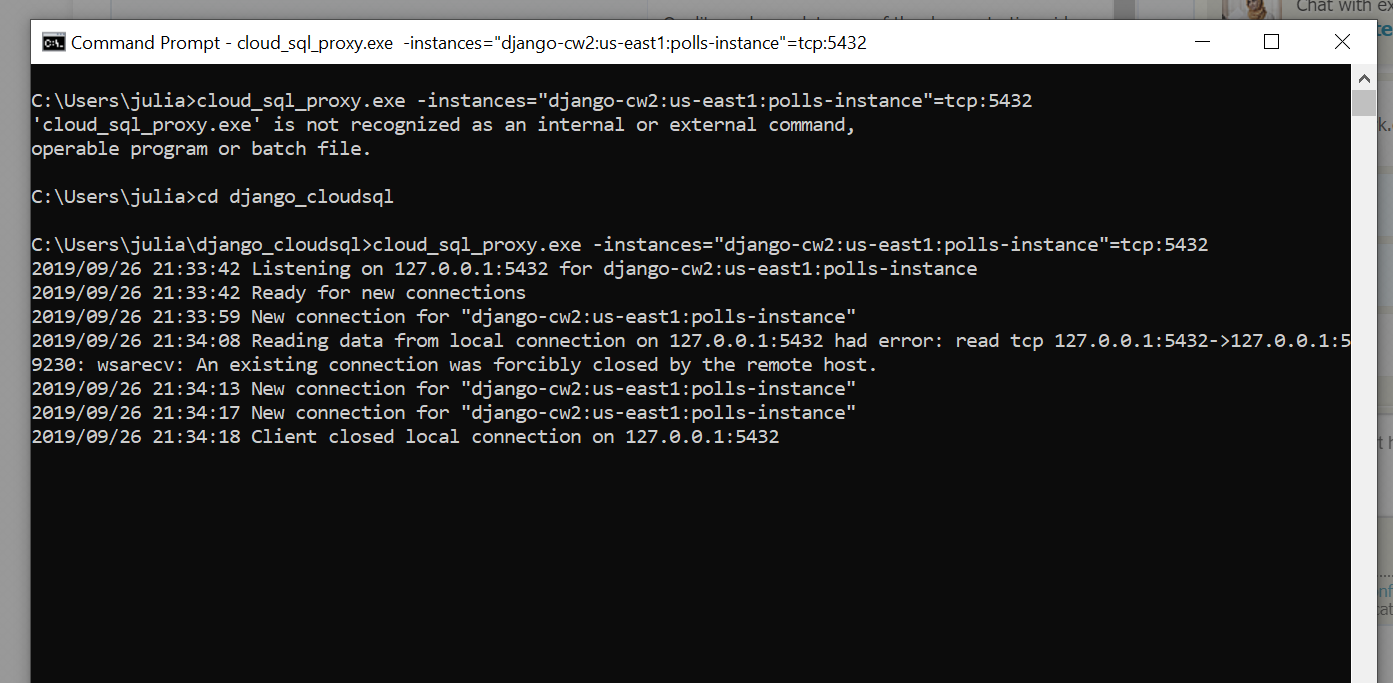 Chat with ex
Command Prompt - cloud_sql_proxy.exe -instances="django-cw2:us-east1:polls-instance"=tcp:5432
C:\Users\julia>cloud_sql_proxy.exe -instances="django-cw2:us-east1:polls-instance"=tcp:5432
'cloud_sql_proxy.exe' is not recognized as an internal or external command,
operable program or batch file.
C:\Users\julia>cd django_cloudsql
C:\Users\julia\django_cloudsql>cloud_sql_proxy.exe -instances="django-cw2:us-east1:polls-instance"=tcp:5432
2019/09/26 21:33:42 Listening on 127.0.0.1:5432 for django-cw2:us-east1:polls-instance
2019/09/26 21:33:42 Ready for new connections
2019/09/26 21:33:59 New connection for "django-cw2:us-east1:polls-instance"
2019/09/26 21:34:08 Reading data from local connection on 127.0.0.1:5432 had error: read tcp 127.0.0.1:5432->127.0.0.1:5
9230: wsarecv: An existing connection was forcibly closed by the remote host.
2019/09/26 21:34:13 New connection for "django-cw2:us-east1:polls-instance"
2019/09/26 21:34:17 New connection for "django-cw2:us-east1:polls-instance"
2019/09/26 21:34:18 Client closed local connection on 127.0.0.1:5432